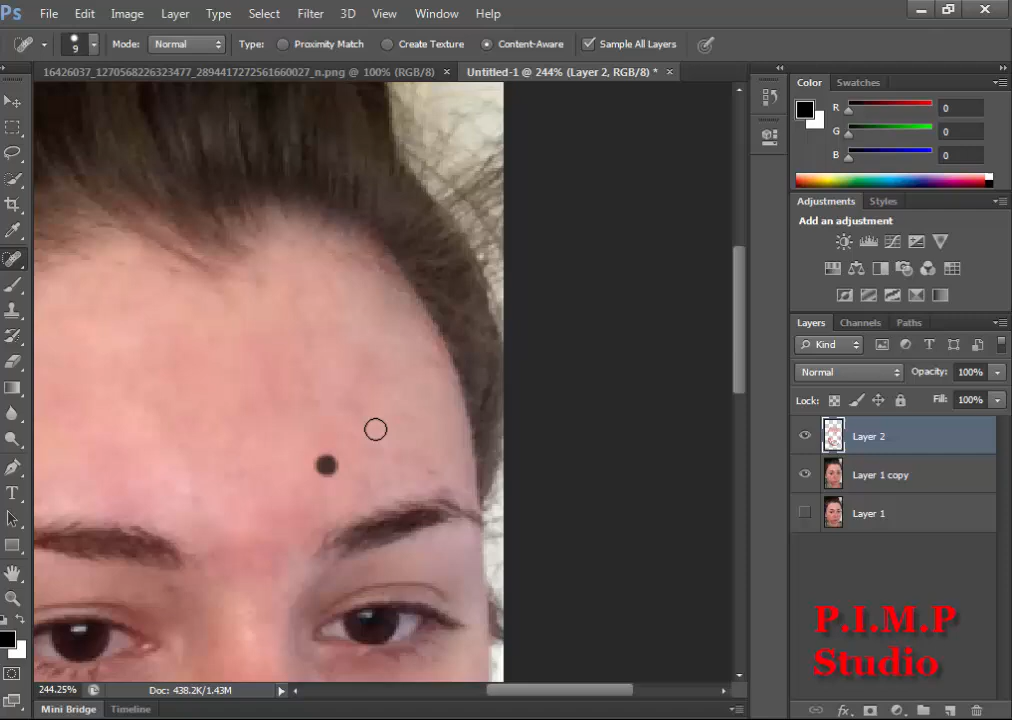 Ps File Edit Image Layer Type Select Filter 3D View Window Help
9 Mode: Normal Type: Proximity Match Create Texture Content-Aware Sample All Layers
16426037_1270568226323477_2894417272561660027_n.png @ 100% (RGB/8) × Untitled-1 @ 244% (Layer 2, RGB/8) * ×
Color Swatches
R 0
G 0
B 0
Adjustments Styles
Add an adjustment
Layers Channels Paths
Kind
Normal Opacity: 100%
Lock: Fill: 100%
Layer 2
Layer 1 copy
Layer 1
P.I.M.P
Studio
244.25% Doc: 438.2K/1.43M
Mini Bridge Timeline